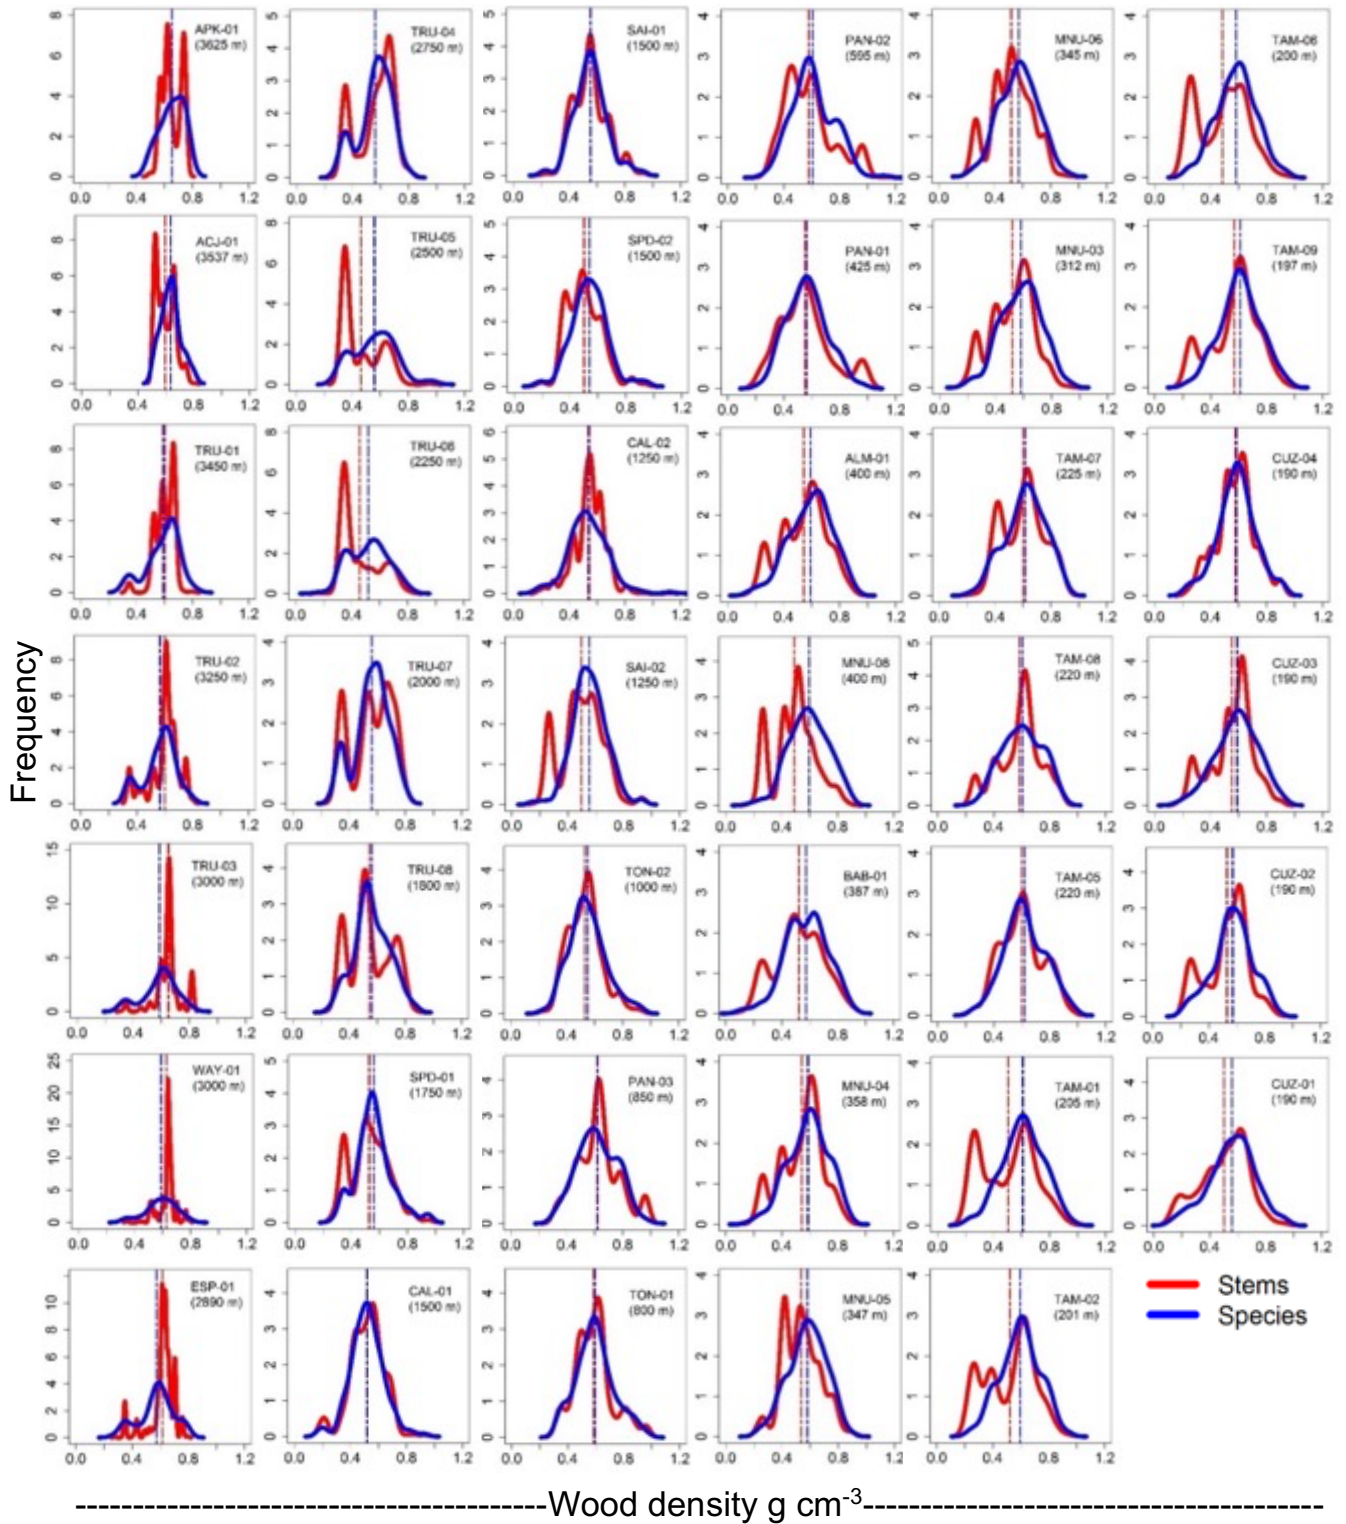 APK-01
(3625 m)
TRU-04
(2750 m)
SAI-01
(1500 m)
PAN-02
(595 m)
MNU-06
(345 m)
TAM-06
(200 m)
ACJ-01
(3537 m)
TRU-05
(2500 m)
SPD-02
(1500 m)
PAN-01
(425 m)
MNU-03
(312 m)
TAM-09
(197 m)
TRU-01
(3450 m)
TRU-06
(2250 m)
CAL-02
(1250 m)
ALM-01
(400 m)
TAM-07
(225 m)
CUZ-04
(190 m)
TRU-02
(3250 m)
TRU-07
(2000 m)
SAI-02
(1250 m)
MNU-08
(400 m)
TAM-08
(220 m)
CUZ-03
(190 m)
TRU-03
(3000 m)
TRU-08
(1800 m)
TON-02
(1000 m)
BAB-01
(387 m)
TAM-05
(220 m)
CUZ-02
(190 m)
WAY-01
(3000 m)
SPD-01
(1750 m)
PAN-03
(850 m)
MNU-04
(358 m)
TAM-01
(205 m)
CUZ-01
(190 m)
ESP-01
(2890 m)
CAL-01
(1500 m)
TON-01
(800 m)
MNU-05
(347 m)
TAM-02
(201 m)
Stems
Species
Frequency
Wood density g cm-3